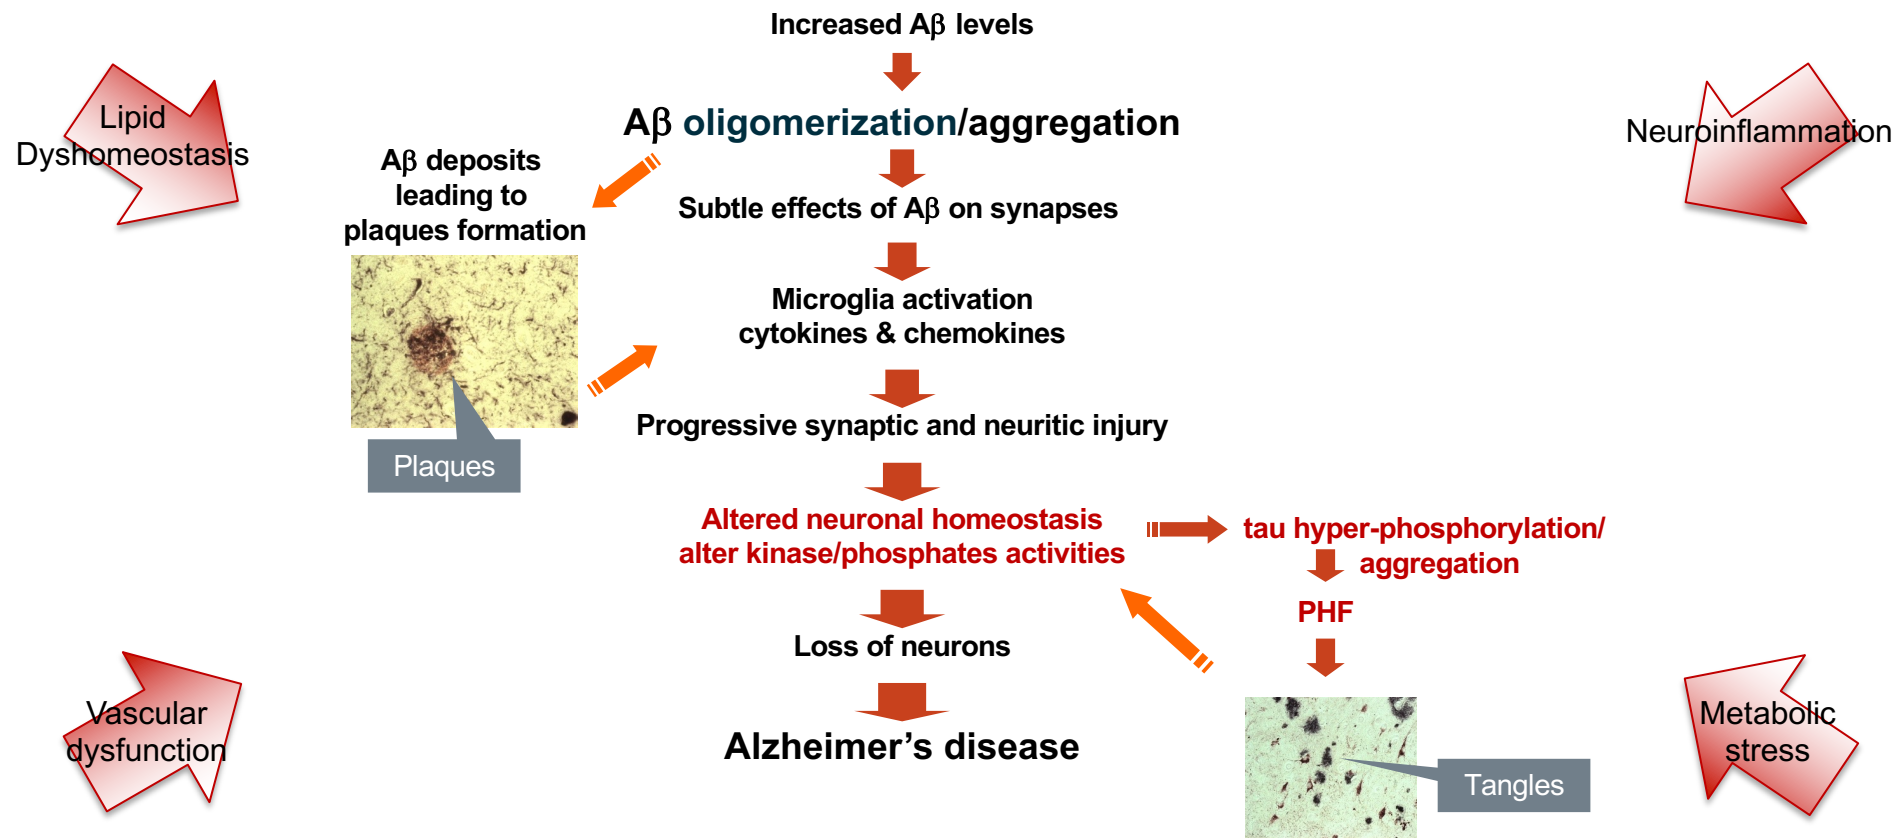 Increased Aβ levels
Aβ oligomerization/aggregation
Lipid
Dyshomeostasis
Neuroinflammation
Aβ deposits
leading to
plaques formation
Subtle effects of Aβ on synapses
Microglia activation
cytokines & chemokines
Progressive synaptic and neuritic injury
Plaques
Altered neuronal homeostasis
alter kinase/phosphates activities
tau hyper-phosphorylation/
aggregation
PHF
Loss of neurons
Alzheimer’s disease
Vascular
dysfunction
Metabolic
stress
Tangles